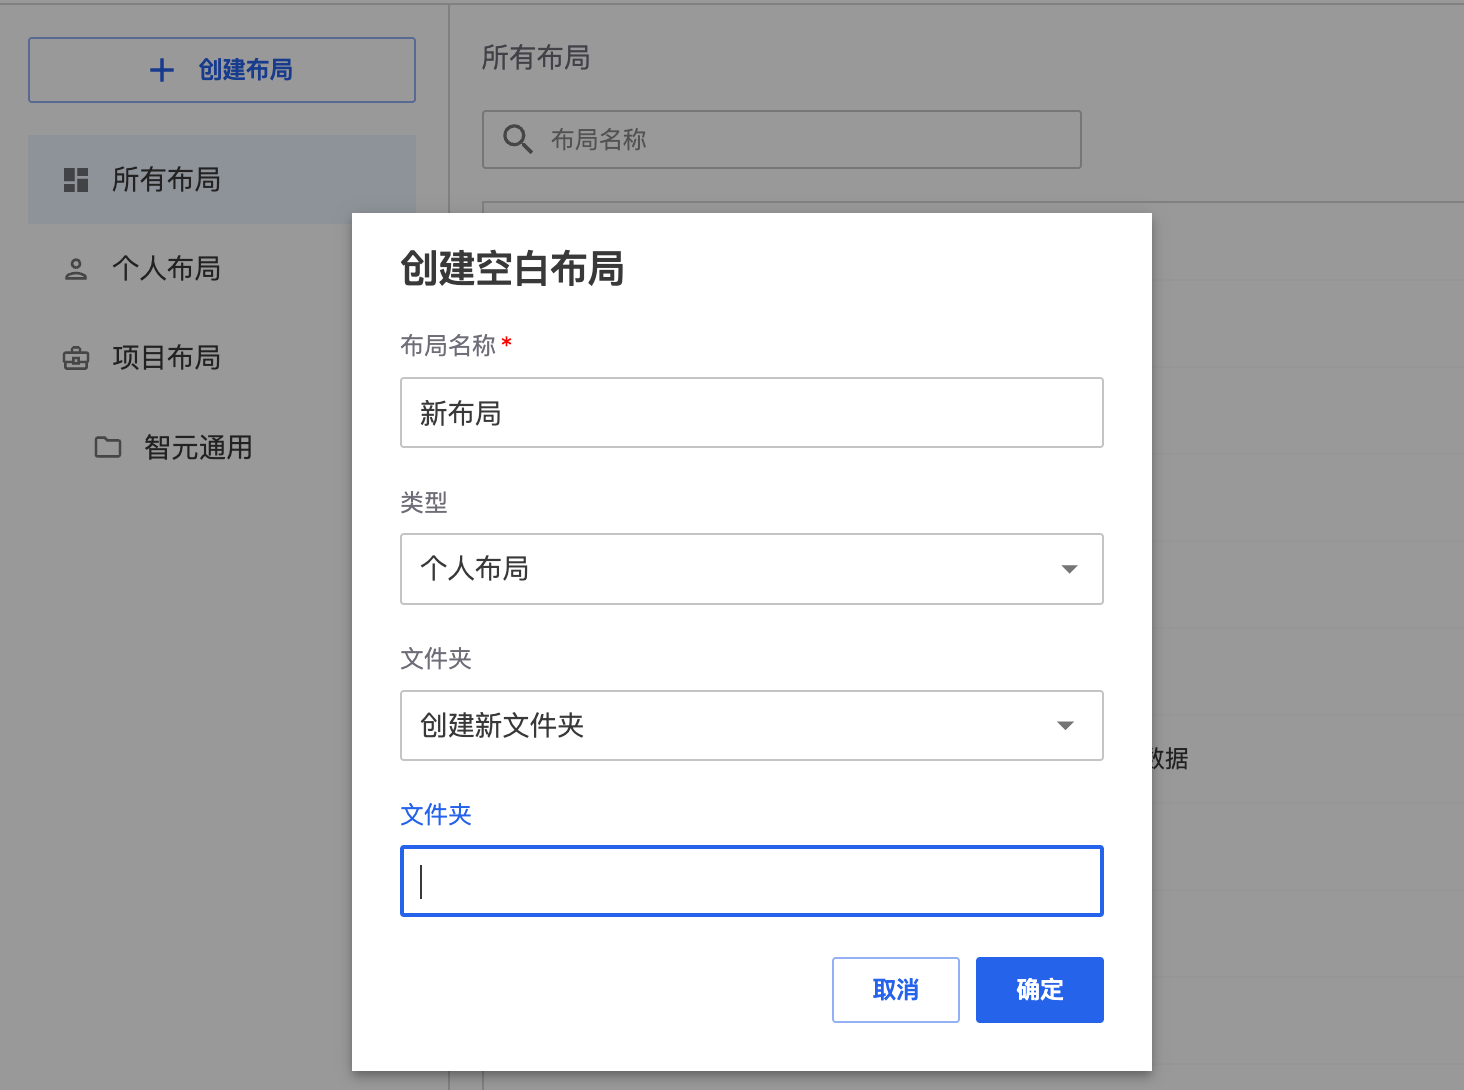 创建布局
所有布局
个人布局
项目布局
智元通用
所有布局
布局名称
数据
创建空白布局
布局名称*
新布局
类型
个人布局
文件夹
创建新文件夹
文件夹
取消
确定